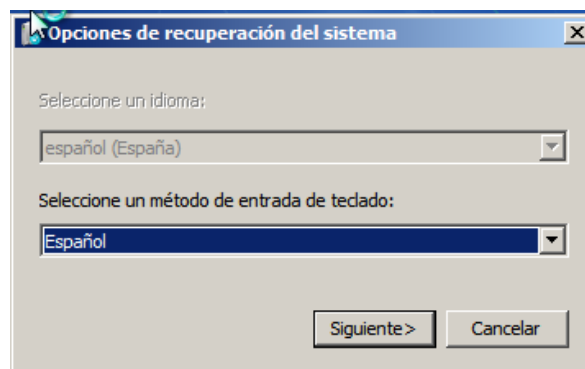 Opciones de recuperación del sistema
Seleccione un idioma:
español (España)
Seleccione un método de entrada de teclado:
Español
Siguiente>
Cancelar